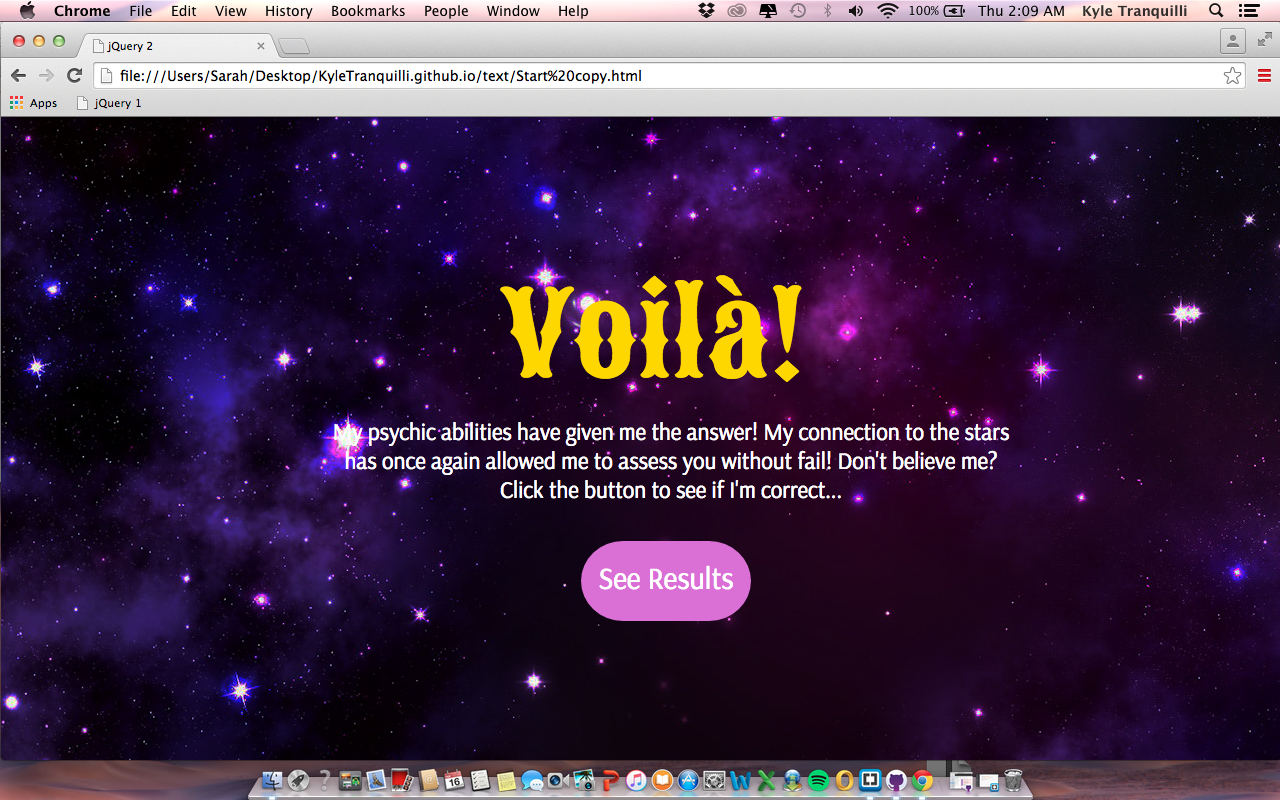 Chrome File Edit View History Bookmarks People Window Help 100% Thu 2:09 AM Kyle Tranquilli
jQuery 2
file:///Users/Sarah/Desktop/KyleTranquilli.github.io/text/Start%20copy.html
Apps jQuery 1
Voilà!
My psychic abilities have given me the answer! My connection to the stars
has once again allowed me to assess you without fail! Don't believe me?
Click the button to see if I'm correct...
See Results
16